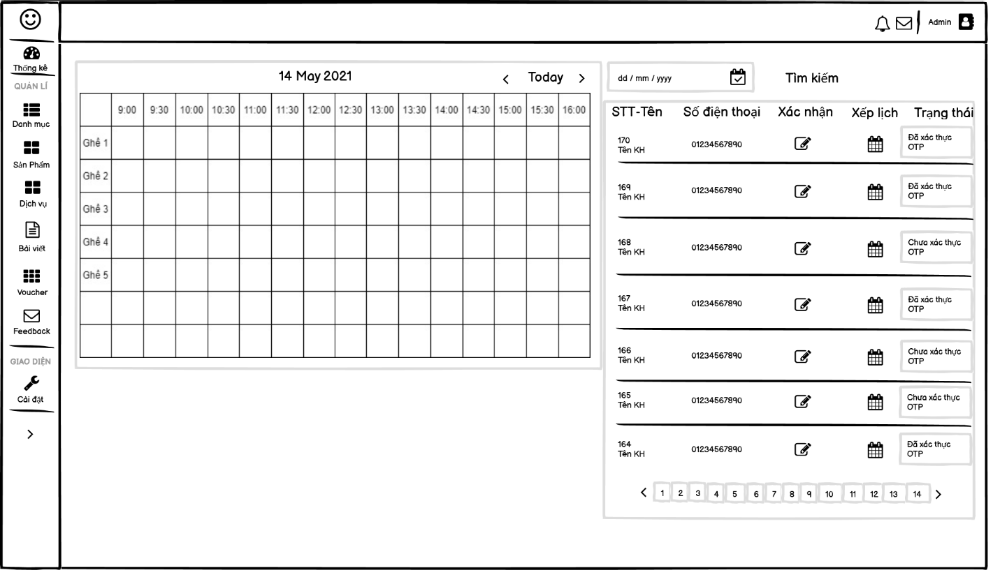 Admin
Thống kê
QUẢN LÍ
Danh mục
Sản Phẩm
Dịch vụ
Bài viết
Voucher
Feedback
GIAO DIỆN
Cài đặt
14 May 2021
Today
9:00 9:30 10:00 10:30 11:00 11:30 12:00 12:30 13:00 13:30 14:00 14:30 15:00 15:30 16:00
Ghế 1
Ghế 2
Ghế 3
Ghế 4
Ghế 5
dd / mm / yyyy
Tìm kiếm
STT-Tên Số điện thoại Xác nhận Xếp lịch Trạng thái
170
Tên KH
01234567890
Đã xác thực
OTP
169
Tên KH
01234567890
Đã xác thực
OTP
168
Tên KH
01234567890
Chưa xác thực
OTP
167
Tên KH
01234567890
Đã xác thực
OTP
166
Tên KH
01234567890
Chưa xác thực
OTP
165
Tên KH
01234567890
Chưa xác thực
OTP
164
Tên KH
01234567890
Đã xác thực
OTP
1 2 3 4 5 6 7 8 9 10 11 12 13 14